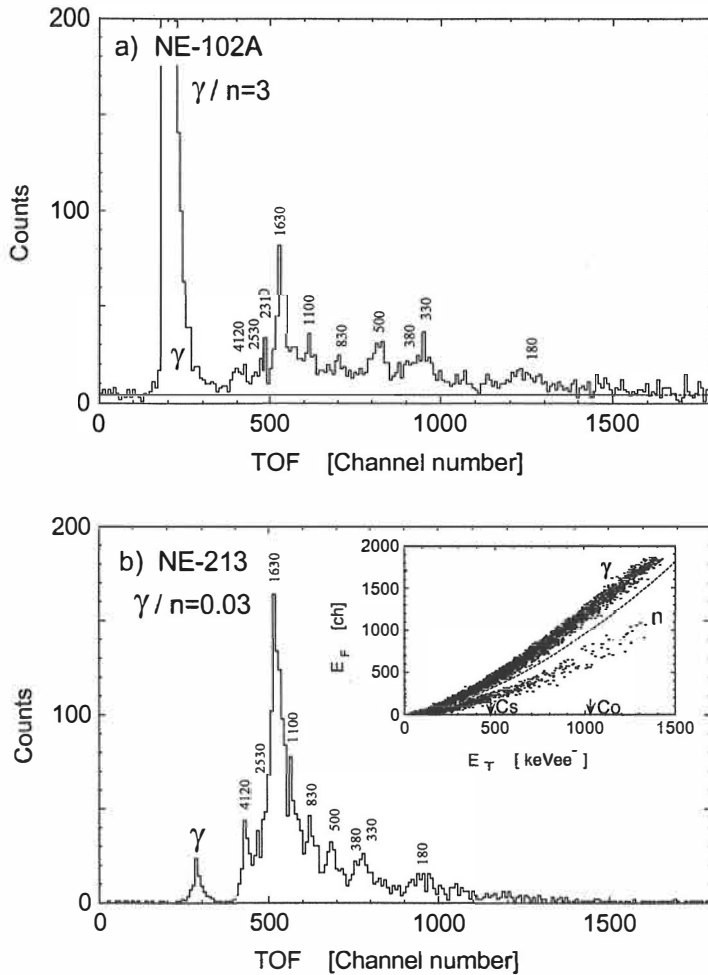 200
a) NE-102A
γ / n=3
1630
100
Counts
2310
4120
2530
1100
830
500
380
330
180
γ
0
0 500 1000 1500
TOF [Channel number]
200
b) NE-213
γ / n=0.03
1630
2000
1500
1000
500
0
E_F [ch]
γ
n
Cs
Co
0 500 1000 1500
E_T [ keVee⁻ ]
100
Counts
4120
2530
1100
830
500
380
330
180
γ
0
0 500 1000 1500
TOF [Channel number]